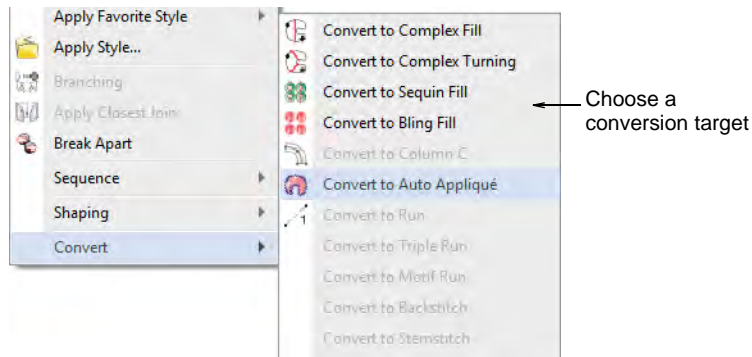 Apply Favorite Style
Apply Style...
Branching
Apply Closest Join
Break Apart
Sequence
Shaping
Convert
Convert to Complex Fill
Convert to Complex Turning
Convert to Sequin Fill
Convert to Bling Fill
Convert to Column C
Convert to Auto Appliqué
1
Convert to Run
Convert to Triple Run
Convert to Motif Run
Convert to Backstitch
Convert to Stemstitch
Choose a
conversion target